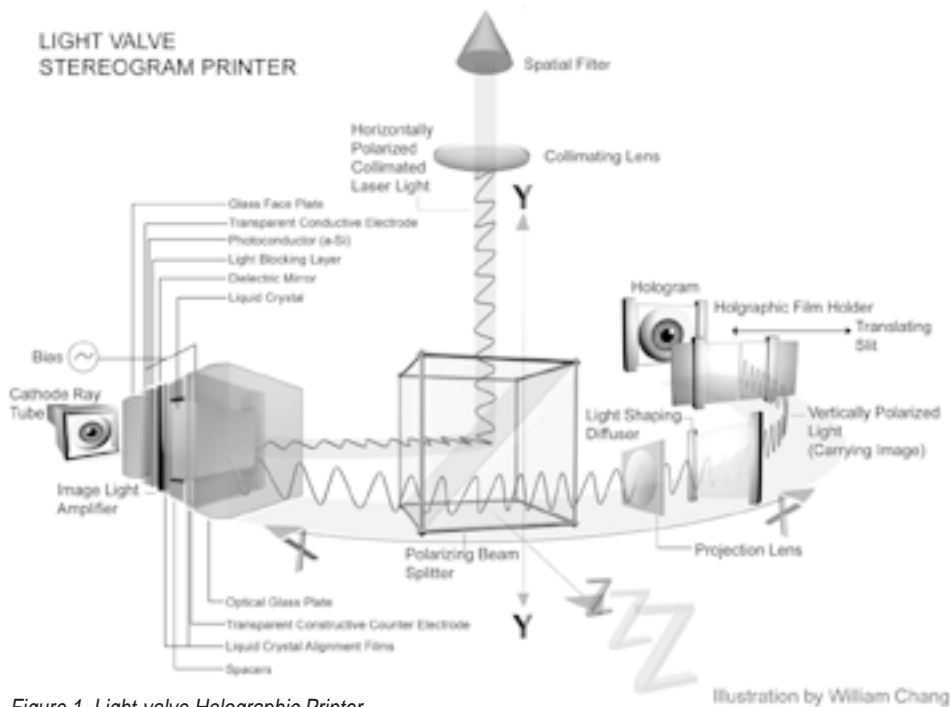 LIGHT VALVE
STEREOGRAM PRINTER
Spatial Filter
Horizontally
Polarized
Collimated
Laser Light
Collimating Lens
Y
Glass Face Plate
Transparent Conductive Electrode
Photoconductor (a-Si)
Light Blocking Layer
Dielectric Mirror
Liquid Crystal
Hologram
Holgraphic Film Holder
Translating
Slit
Bias
Cathode Ray
Tube
Light Shaping
Diffusor
Vertically Polarized
Light
(Carrying Image)
Image Light
Amplifier
X
X
Polarizing Beam
Splitter
Projection Lens
Z
Z
Z
Optical Glass Plate
Transparent Constructive Counter Electrode
Y
Liquid Crystal Alignment Films
Spacers
Illustration by William Chang
Figure 1. Light-valve Holographic Printer